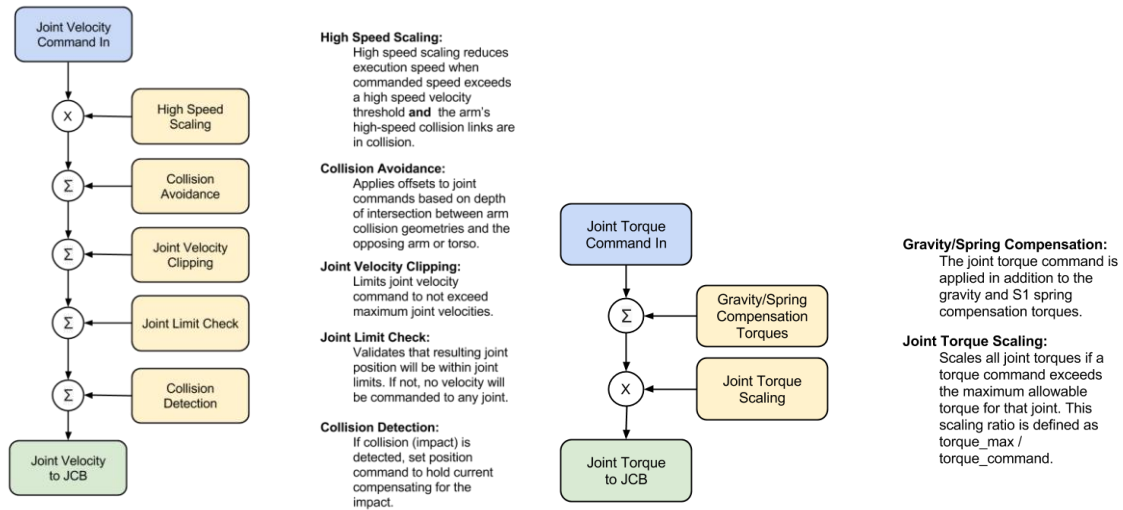 Joint Velocity
Command In
X
High Speed
Scaling
Σ
Collision
Avoidance
Σ
Joint Velocity
Clipping
Σ
Joint Limit Check
Σ
Collision
Detection
Joint Velocity
to JCB
High Speed Scaling:
High speed scaling reduces
execution speed when
commanded speed exceeds
a high speed velocity
threshold and the arm's
high-speed collision links are
in collision.
Collision Avoidance:
Applies offsets to joint
commands based on depth
of intersection between arm
collision geometries and the
opposing arm or torso.
Joint Velocity Clipping:
Limits joint velocity
command to not exceed
maximum joint velocities.
Joint Limit Check:
Validates that resulting joint
position will be within joint
limits. If not, no velocity will
be commanded to any joint.
Collision Detection:
If collision (impact) is
detected, set position
command to hold current
compensating for the
impact.
Joint Torque
Command In
Σ
Gravity/Spring
Compensation
Torques
X
Joint Torque
Scaling
Joint Torque
to JCB
Gravity/Spring Compensation:
The joint torque command is
applied in addition to the
gravity and S1 spring
compensation torques.
Joint Torque Scaling:
Scales all joint torques if a
torque command exceeds
the maximum allowable
torque for that joint. This
scaling ratio is defined as
torque_max /
torque_command.